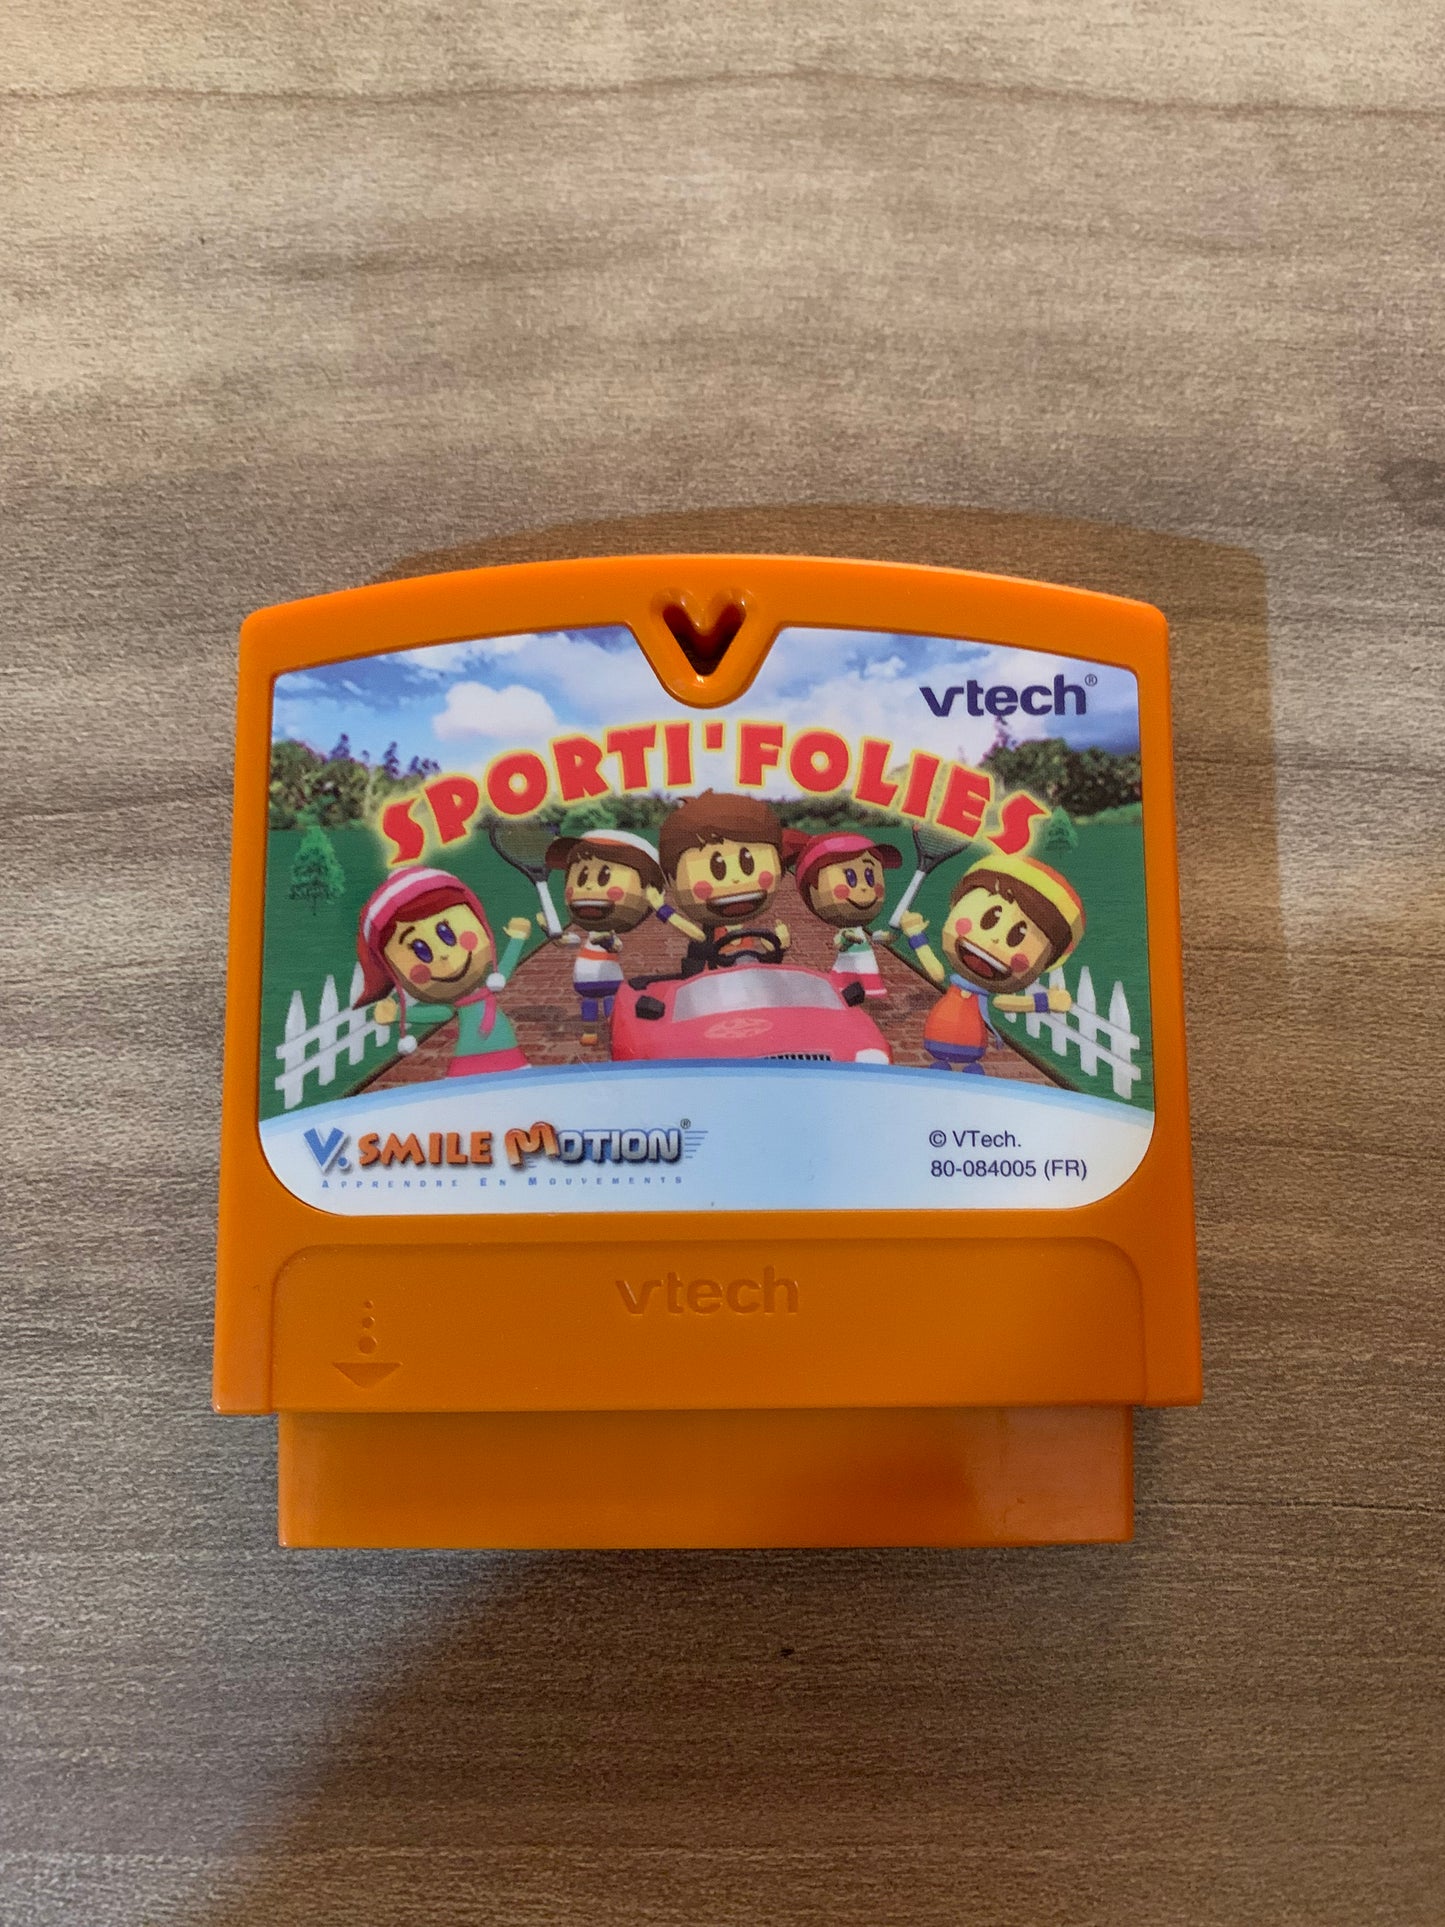 vtech®
SPORTI'FOLIES
V.SMILE MOTION®
APPRENDRE EN MOUVEMENTS
© VTech.
80-084005 (FR)
vtech